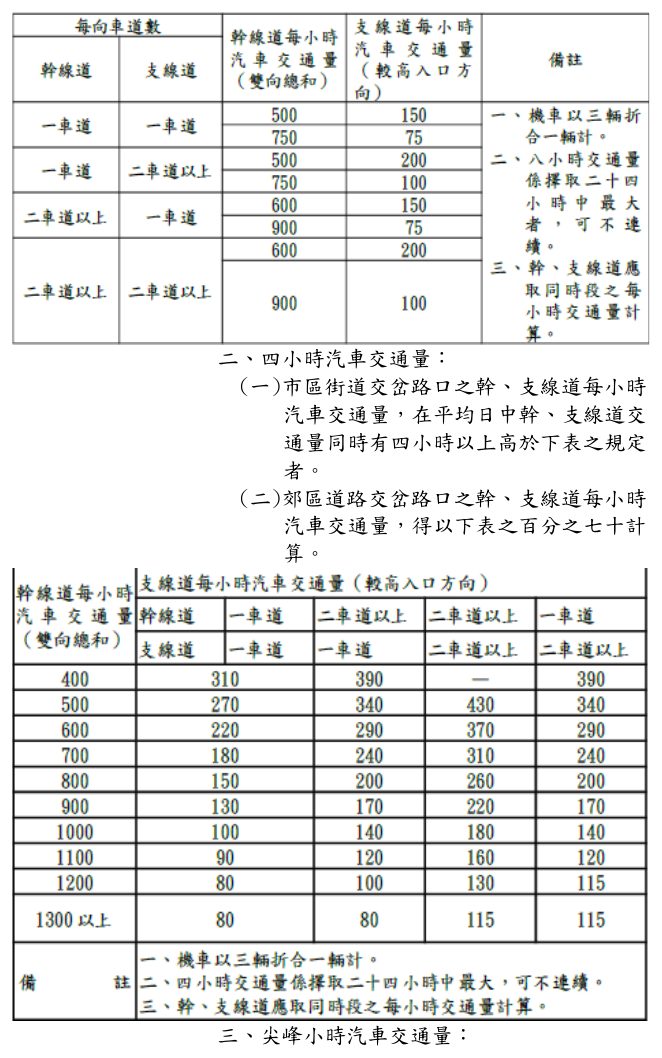 每向車道數
幹線道
支線道
幹線道每小時
汽車交通量
（雙向總和）
支線道每小時
汽車交通量
（較高入口方
向）
備註
一車道 一車道 500 150
750 75
一車道 二車道以上 500 200
750 100
二車道以上 一車道 600 150
900 75
二車道以上 二車道以上 600 200
900 100
一、機車以三輛折
合一輛計。
二、八小時交通量
係擇取二十四
小時中最大
者，可不連
續。
三、幹、支線道應
取同時段之每
小時交通量計
算。
二、四小時汽車交通量：
(一)市區街道交岔路口之幹、支線道每小時
汽車交通量，在平均日中幹、支線道交
通量同時有四小時以上高於下表之規定
者。
(二)郊區道路交岔路口之幹、支線道每小時
汽車交通量，得以下表之百分之七十計
算。
幹線道每小時
汽車交通量
（雙向總和）
支線道每小時汽車交通量（較高入口方向）
幹線道 一車道 二車道以上 二車道以上 一車道
支線道 一車道 一車道 二車道以上 二車道以上
400 310 390 — 390
500 270 340 430 340
600 220 290 370 290
700 180 240 310 240
800 150 200 260 200
900 130 170 220 170
1000 100 140 180 140
1100 90 120 160 120
1200 80 100 130 115
1300 以上 80 80 115 115
備註
一、機車以三輛折合一輛計。
二、四小時交通量係擇取二十四小時中最大，可不連續。
三、幹、支線道應取同時段之每小時交通量計算。
三、尖峰小時汽車交通量：